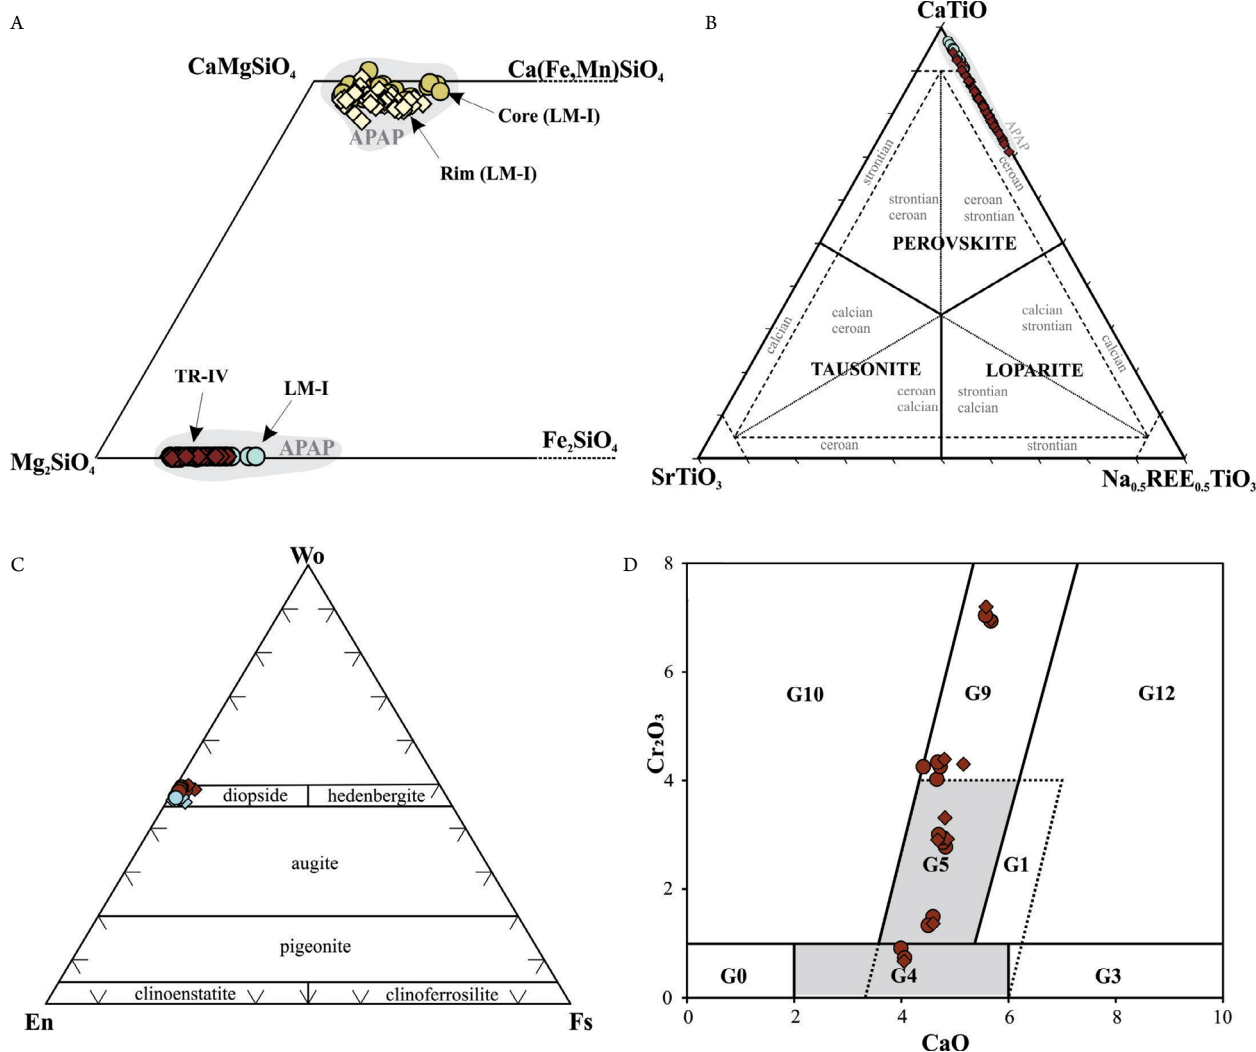 A
CaMgSiO₄
Ca(Fe,Mn)SiO₄
Core (LM-I)
APAP
Rim (LM-I)
TR-IV
LM-I
APAP
Mg₂SiO₄
Fe₂SiO₄
B
CaTiO
APAP
strontian
ceroan
strontian
ceroan
ceroan
strontian
PEROVSKITE
calcian
calcian
ceroan
calcian
strontian
calcian
TAUSONITE
LOPARITE
ceroan
calcian
strontian
calcian
ceroan
strontian
SrTiO₃
Na₀.₅REE₀.₅TiO₃
C
Wo
diopside
hedenbergite
augite
pigeonite
clinoenstatite
clinoferrosilite
En
Fs
D
Cr₂O₃
8
6
4
2
0
G10
G9
G12
G5
G1
G0
G4
G3
0
2
4
6
8
10
CaO